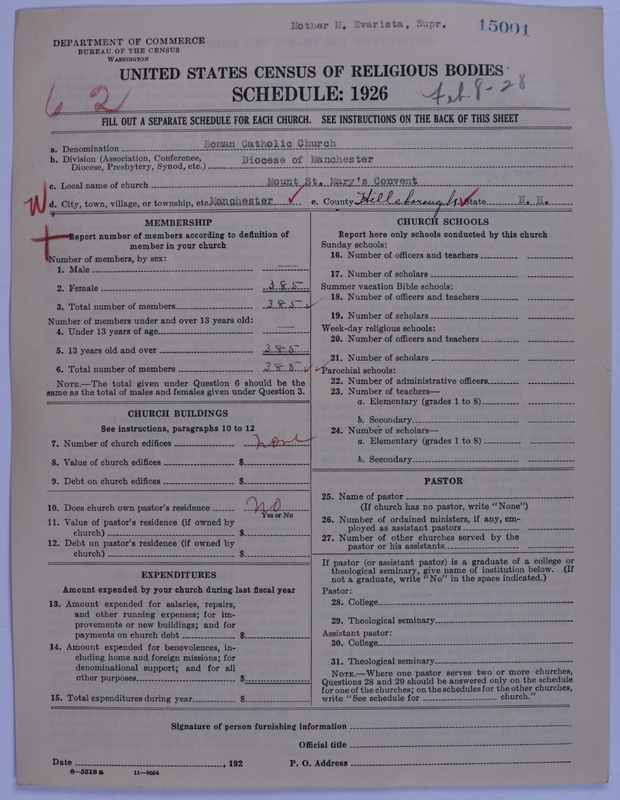 Mother M. Evarista, Supr.
15001
DEPARTMENT OF COMMERCE
BUREAU OF THE CENSUS
WASHINGTON
UNITED STATES CENSUS OF RELIGIOUS BODIES
SCHEDULE: 1926
62
Feb 8-28
FILL OUT A SEPARATE SCHEDULE FOR EACH CHURCH. SEE INSTRUCTIONS ON THE BACK OF THIS SHEET
a. Denomination Roman Catholic Church
b. Division (Association, Conference, Diocese, Presbytery, Synod, etc.) Diocese of Manchester
c. Local name of church Mount St. Mary's Convent
d. City, town, village, or township, etc. Manchester e. County Hillsborough State N. H.
W
MEMBERSHIP
Report number of members according to definition of
member in your church
Number of members, by sex:
1. Male
2. Female 385
3. Total number of members 385
Number of members under and over 13 years old:
4. Under 13 years of age
5. 13 years old and over 385
6. Total number of members 385
NOTE.—The total given under Question 6 should be the
same as the total of males and females given under Question 3.
CHURCH BUILDINGS
See instructions, paragraphs 10 to 12
7. Number of church edifices none
8. Value of church edifices $
9. Debt on church edifices $
10. Does church own pastor's residence no
Yes or No
11. Value of pastor's residence (if owned by
church) $
12. Debt on pastor's residence (if owned by
church) $
EXPENDITURES
Amount expended by your church during last fiscal year
13. Amount expended for salaries, repairs,
and other running expenses; for im-
provements or new buildings; and for
payments on church debt $
14. Amount expended for benevolences, in-
cluding home and foreign missions; for
denominational support; and for all
other purposes $
15. Total expenditures during year $
CHURCH SCHOOLS
Report here only schools conducted by this church
Sunday schools:
16. Number of officers and teachers
17. Number of scholars
Summer vacation Bible schools:
18. Number of officers and teachers
19. Number of scholars
Week-day religious schools:
20. Number of officers and teachers
21. Number of scholars
Parochial schools:
22. Number of administrative officers
23. Number of teachers—
a. Elementary (grades 1 to 8)
b. Secondary
24. Number of scholars—
a. Elementary (grades 1 to 8)
b. Secondary
PASTOR
25. Name of pastor
(If church has no pastor, write "None")
26. Number of ordained ministers, if any, em-
ployed as assistant pastors
27. Number of other churches served by the
pastor or his assistants
If pastor (or assistant pastor) is a graduate of a college or
theological seminary, give name of institution below. (If
not a graduate, write "No" in the space indicated.)
Pastor:
28. College
29. Theological seminary
Assistant pastor:
30. College
31. Theological seminary
NOTE.—Where one pastor serves two or more churches,
Questions 28 and 29 should be answered only on the schedule
for one of the churches; on the schedules for the other churches,
write "See schedule for church."
Signature of person furnishing information
Official title
Date , 192 P. O. Address
8—5518 a 11—9024